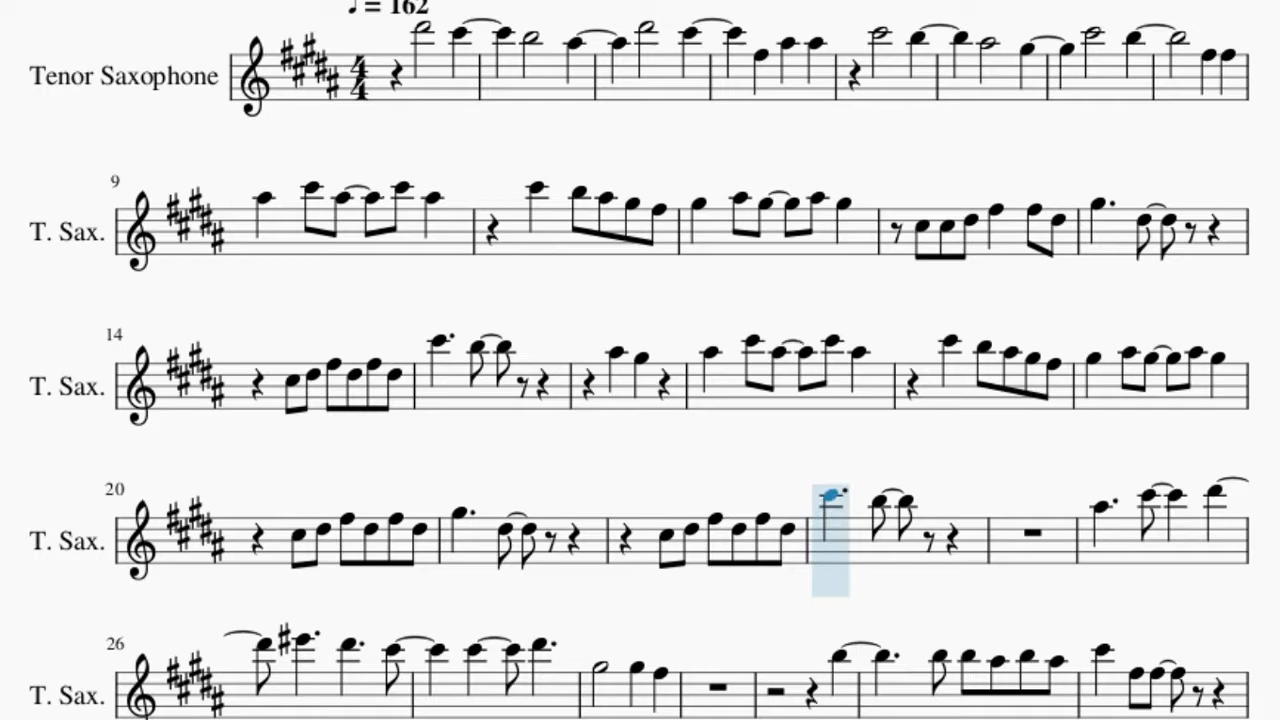 ♩ = 162
Tenor Saxophone
4
4
9
T. Sax.
14
T. Sax.
20
T. Sax.
26
T. Sax.